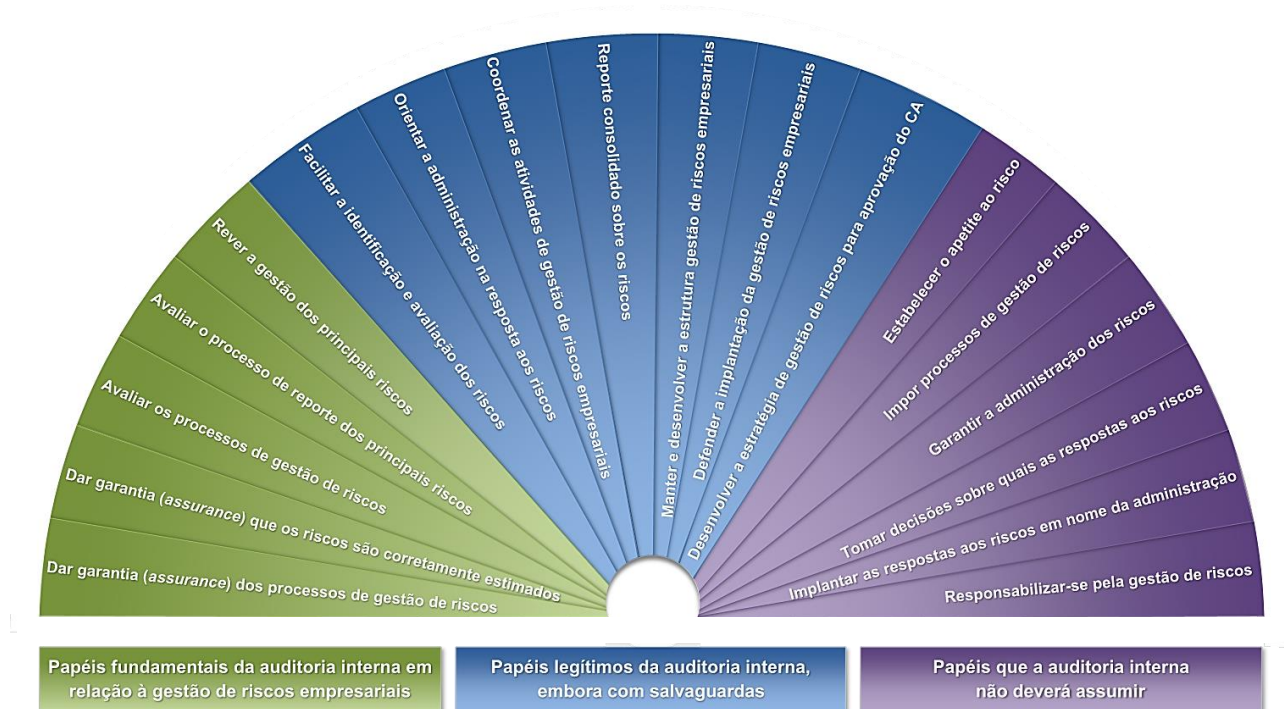 Dar garantia (assurance) dos processos de gestão de riscos
Dar garantia (assurance) que os riscos são corretamente estimados
Avaliar os processos de gestão de riscos
Avaliar o processo de reporte dos principais riscos
Rever a gestão dos principais riscos
Facilitar a identificação e avaliação dos riscos
Orientar a administração na resposta aos riscos
Coordenar as atividades de gestão de riscos empresariais
Reporte consolidado sobre os riscos
Manter e desenvolver a estrutura gestão de riscos empresariais
Defender a implantação da gestão de riscos empresariais
Desenvolver a estratégia de gestão de riscos para aprovação do CA
Estabelecer o apetite ao risco
Impor processos de gestão de riscos
Garantir a administração dos riscos
Tomar decisões sobre quais as respostas aos riscos
Implantar as respostas aos riscos em nome da administração
Responsabilizar-se pela gestão de riscos
Papéis fundamentais da auditoria interna em
relação à gestão de riscos empresariais
Papéis legítimos da auditoria interna,
embora com salvaguardas
Papéis que a auditoria interna
não deverá assumir